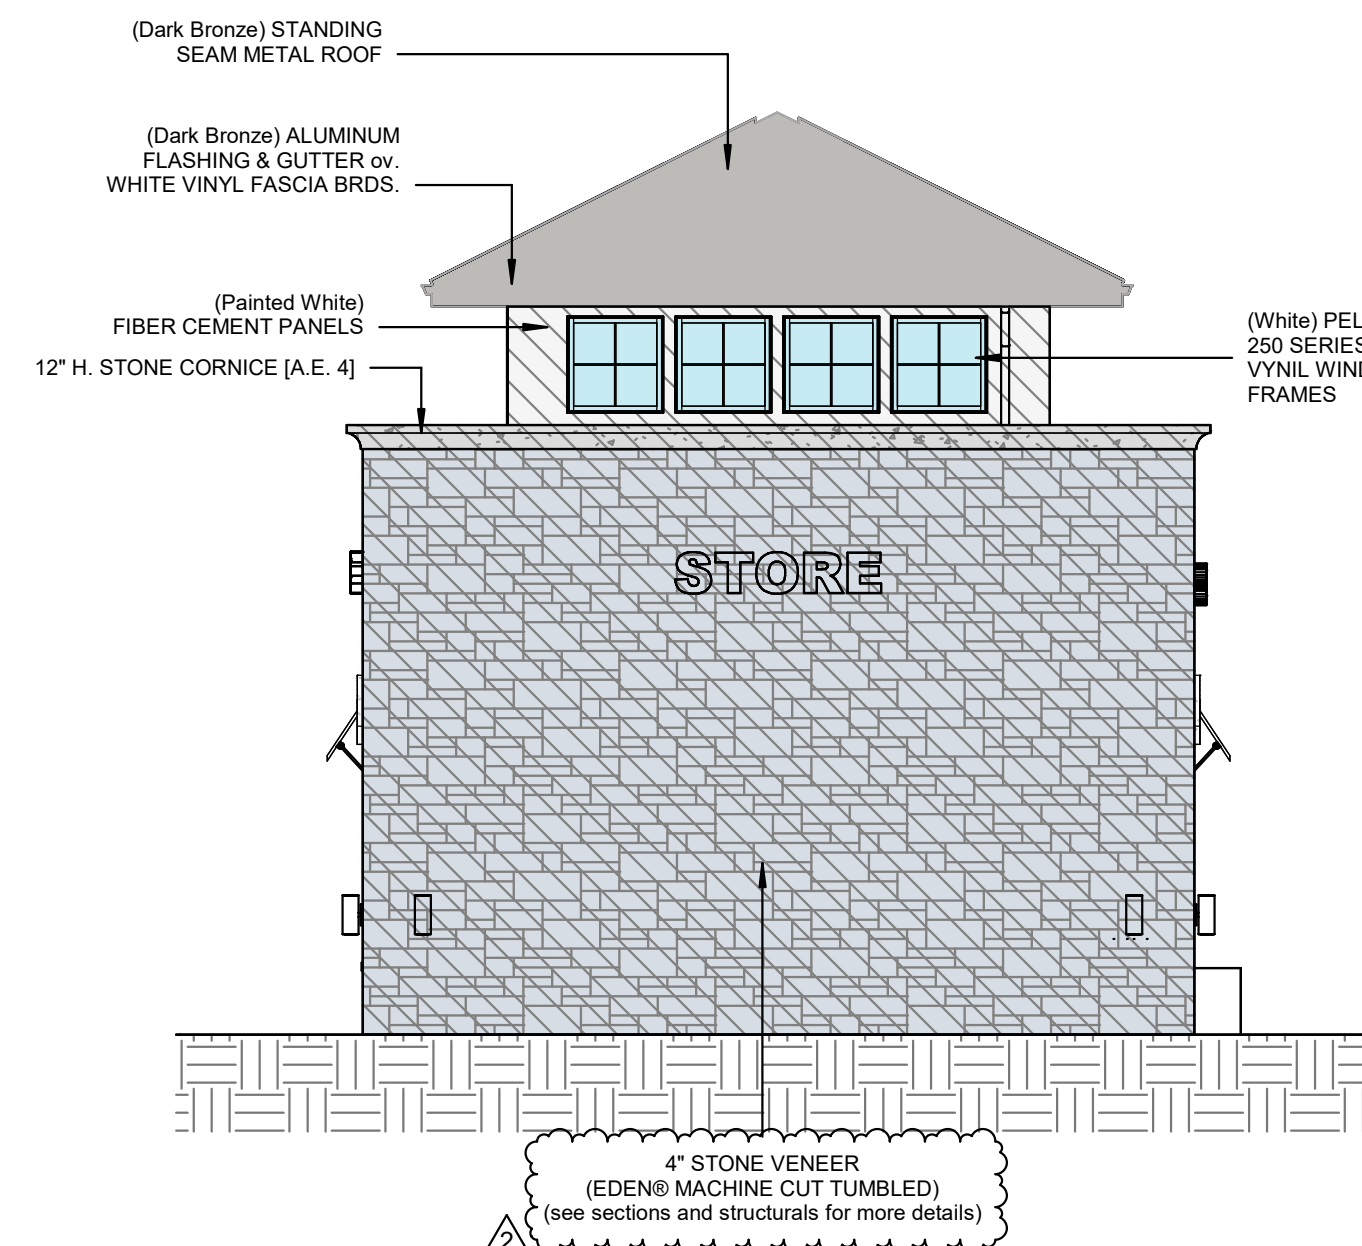 (Dark Bronze) STANDING
SEAM METAL ROOF
(Dark Bronze) ALUMINUM
FLASHING & GUTTER ov.
WHITE VINYL FASCIA BRDS.
(Painted White)
FIBER CEMENT PANELS
12" H. STONE CORNICE [A.E. 4]
(White) PEL
250 SERIES
VYNIL WIND
FRAMES
STORE
4" STONE VENEER
(EDEN® MACHINE CUT TUMBLED)
(see sections and structurals for more details)
2